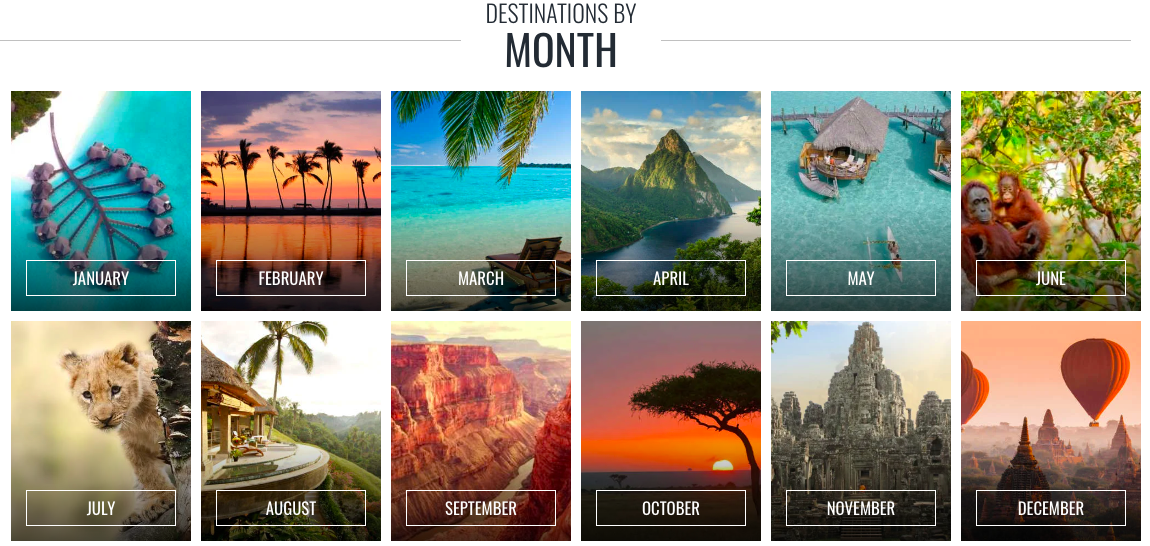 DESTINATIONS BY
MONTH
JANUARY
FEBRUARY
MARCH
APRIL
MAY
JUNE
JULY
AUGUST
SEPTEMBER
OCTOBER
NOVEMBER
DECEMBER